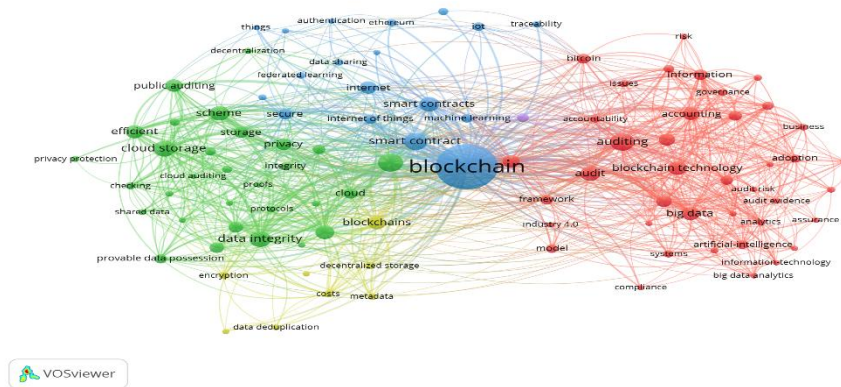 authentication
things
ethereum
iot
traceability
risk
decentralization
data sharing
bitcoin
federated learning
information
public auditing
internet
issues
governance
smart contracts
scheme
secure
internet of things
machine learning
accountability
accounting
business
efficient
storage
smart contract
auditing
cloud storage
privacy
privacy protection
integrity
blockchain
blockchain technology
adoption
cloud auditing
audit
checking
proofs
cloud
audit risk
framework
audit evidence
shared data
protocols
blockchains
big data
industry 4.0
analytics
assurance
data integrity
model
artificial-intelligence
provable data possession
systems
information-technology
decentralized storage
encryption
big data analytics
costs
metadata
compliance
data deduplication
VOSviewer